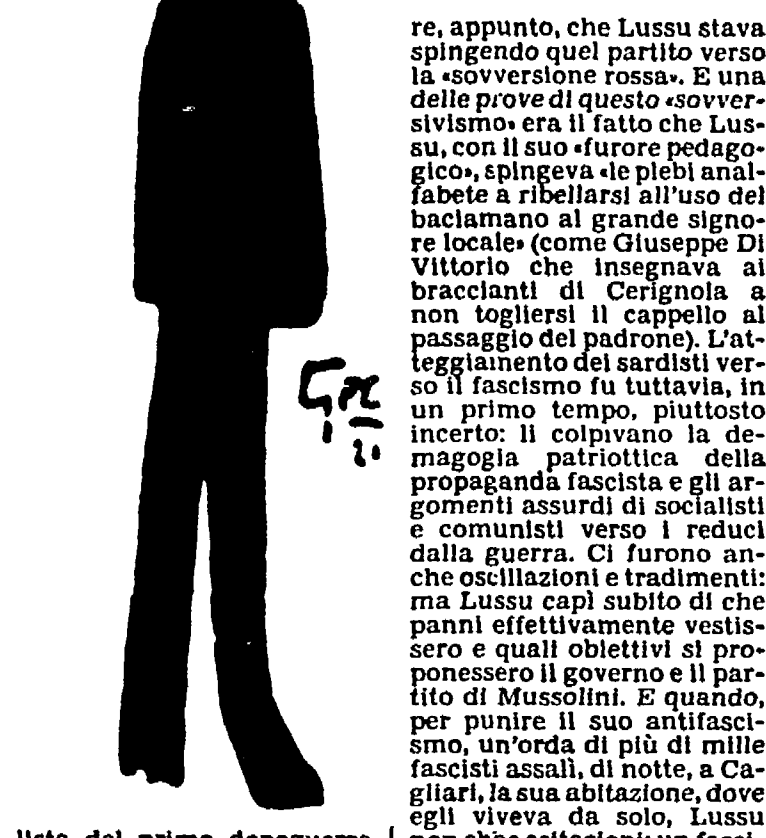 re, appunto, che Lussu stava
spingendo quel partito verso
la «sovversione rossa». E una
delle prove di questo «sovver-
sivismo» era il fatto che Lus-
su, con il suo «furore pedago-
gico», spingeva «le plebi anal-
fabete a ribellarsi all'uso del
baciamano al grande signo-
re locale» (come Giuseppe Di
Vittorio che insegnava ai
braccianti di Cerignola a
non togliersi il cappello al
passaggio del padrone). L'at-
teggiamento dei sardisti ver-
so il fascismo fu tuttavia, in
un primo tempo, piuttosto
incerto: li colpivano la de-
magogia patriottica della
propaganda fascista e gli ar-
gomenti assurdi di socialisti
e comunisti verso i reduci
dalla guerra. Ci furono an-
che oscillazioni e tradimenti:
ma Lussu capì subito di che
panni effettivamente vestis-
sero e quali obiettivi si pro-
ponessero il governo e il par-
tito di Mussolini. E quando,
per punire il suo antifasci-
smo, un'orda di più di mille
fascisti assalì, di notte, a Ca-
gliari, la sua abitazione, dove
egli viveva da solo, Lussu